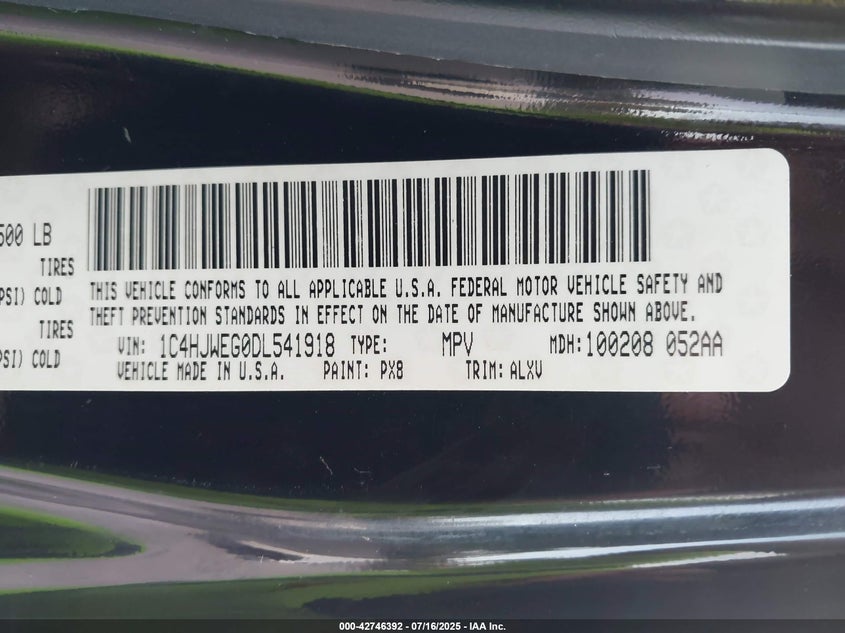 500 LB
TIRES
PSI) COLD
TIRES
PSI) COLD
THIS VEHICLE CONFORMS TO ALL APPLICABLE U.S.A. FEDERAL MOTOR VEHICLE SAFETY AND
THEFT PREVENTION STANDARDS IN EFFECT ON THE DATE OF MANUFACTURE SHOWN ABOVE.
VIN: 1C4HJWEG0DL541918 TYPE: MPV MDH: 100208 052AA
VEHICLE MADE IN U.S.A. PAINT: PX8 TRIM: ALXV
000-42746392 - 07/16/2025 - IAA Inc.